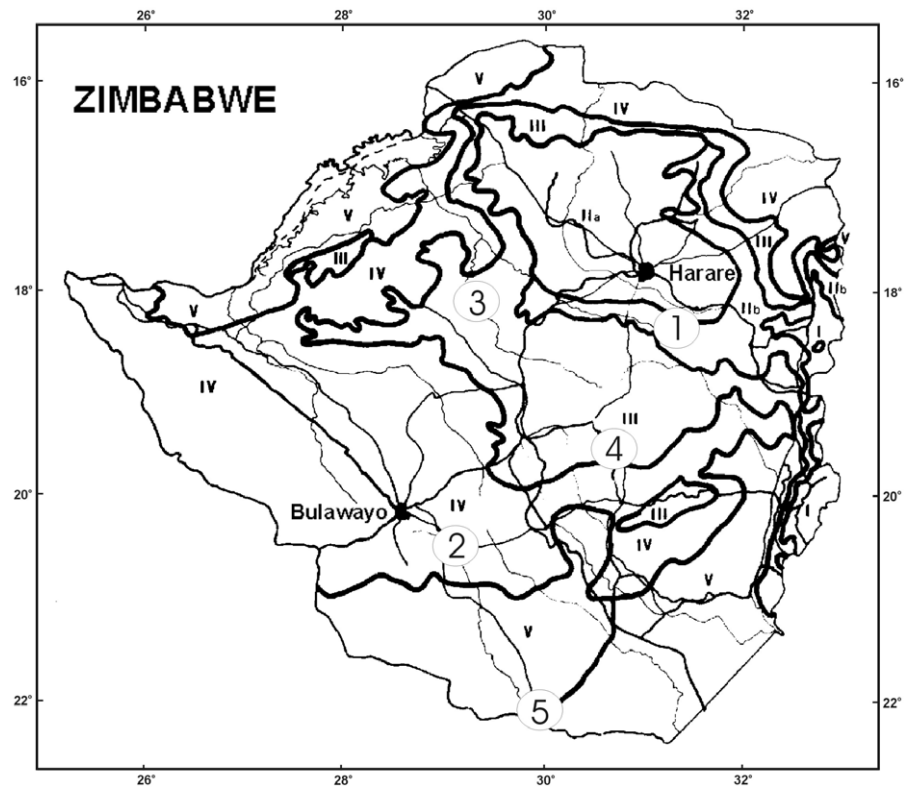 26° 28° 30° 32°
16° 16°
ZIMBABWE
V
IV
III
IV
V
IIa
III
V
III
IV
Harare
IIb
18° 18°
3
V
1
IIb
I
IV
III
4
20° 20°
Bulawayo
IV
III
I
2
IV
V
V
5
22° 22°
26° 28° 30° 32°